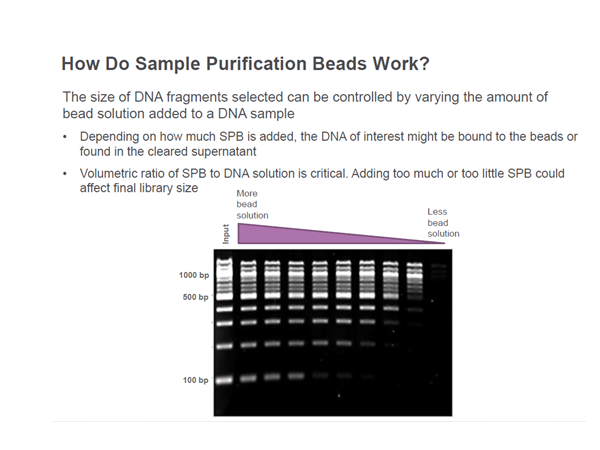 How Do Sample Purification Beads Work?
The size of DNA fragments selected can be controlled by varying the amount of
bead solution added to a DNA sample
• Depending on how much SPB is added, the DNA of interest might be bound to the beads or
found in the cleared supernatant
• Volumetric ratio of SPB to DNA solution is critical. Adding too much or too little SPB could
affect final library size
More
bead
solution
Less
bead
solution
Input
1000 bp
500 bp
100 bp